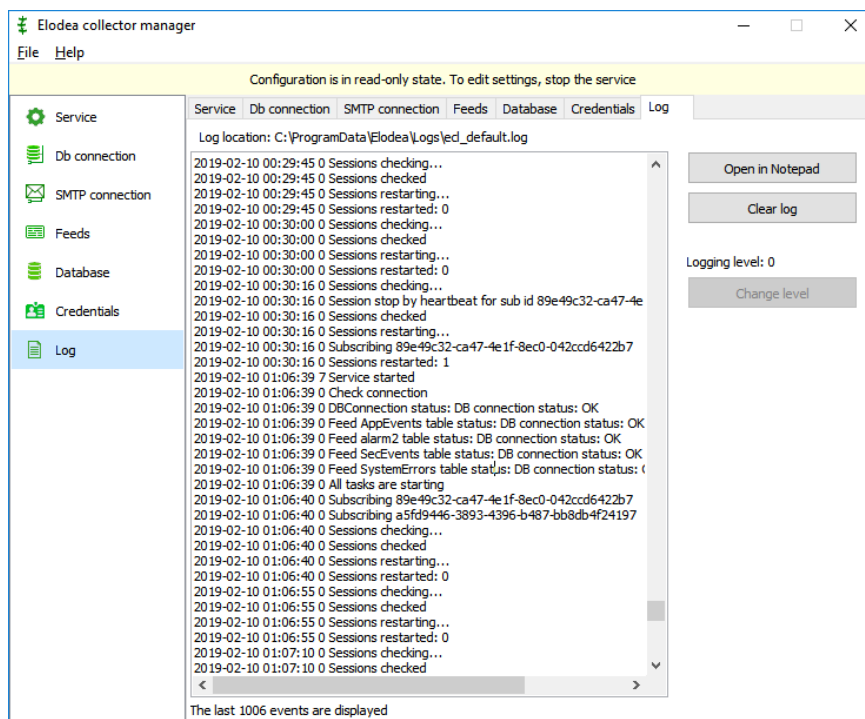 Elodea collector manager
File Help
Configuration is in read-only state. To edit settings, stop the service
Service
Db connection
SMTP connection
Feeds
Database
Credentials
Log
Service Db connection SMTP connection Feeds Database Credentials Log
Log location: C:\ProgramData\Elodea\Logs\ecl_default.log
2019-02-10 00:29:45 0 Sessions checking...
2019-02-10 00:29:45 0 Sessions checked
2019-02-10 00:29:45 0 Sessions restarting...
2019-02-10 00:29:45 0 Sessions restarted: 0
2019-02-10 00:30:00 0 Sessions checking...
2019-02-10 00:30:00 0 Sessions checked
2019-02-10 00:30:00 0 Sessions restarting...
2019-02-10 00:30:00 0 Sessions restarted: 0
2019-02-10 00:30:16 0 Sessions checking...
2019-02-10 00:30:16 0 Session stop by heartbeat for sub id 89e49c32-ca47-4e
2019-02-10 00:30:16 0 Sessions checked
2019-02-10 00:30:16 0 Sessions restarting...
2019-02-10 00:30:16 0 Subscribing 89e49c32-ca47-4e1f-8ec0-042ccd6422b7
2019-02-10 00:30:16 0 Sessions restarted: 1
2019-02-10 01:06:39 7 Service started
2019-02-10 01:06:39 0 Check connection
2019-02-10 01:06:39 0 DBConnection status: DB connection status: OK
2019-02-10 01:06:39 0 Feed AppEvents table status: DB connection status: OK
2019-02-10 01:06:39 0 Feed alarm2 table status: DB connection status: OK
2019-02-10 01:06:39 0 Feed SecEvents table status: DB connection status: OK
2019-02-10 01:06:39 0 Feed SystemErrors table status: DB connection status:
2019-02-10 01:06:39 0 All tasks are starting
2019-02-10 01:06:40 0 Subscribing 89e49c32-ca47-4e1f-8ec0-042ccd6422b7
2019-02-10 01:06:40 0 Subscribing a5fd9446-3893-4396-b487-bb8db4f24197
2019-02-10 01:06:40 0 Sessions checking...
2019-02-10 01:06:40 0 Sessions checked
2019-02-10 01:06:40 0 Sessions restarting...
2019-02-10 01:06:40 0 Sessions restarted: 0
2019-02-10 01:06:55 0 Sessions checking...
2019-02-10 01:06:55 0 Sessions checked
2019-02-10 01:06:55 0 Sessions restarting...
2019-02-10 01:06:55 0 Sessions restarted: 0
2019-02-10 01:07:10 0 Sessions checking...
2019-02-10 01:07:10 0 Sessions checked
The last 1006 events are displayed
Open in Notepad
Clear log
Logging level: 0
Change level